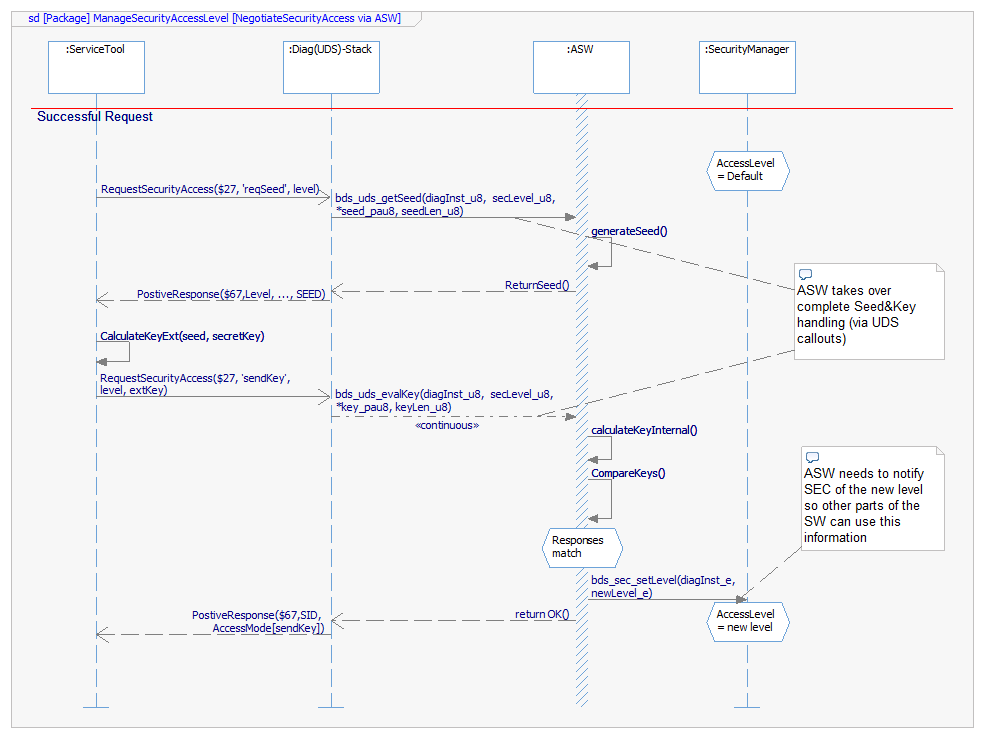 sd [Package] ManageSecurityAccessLevel [NegotiateSecurityAccess via ASW]
:ServiceTool
:Diag(UDS)-Stack
:ASW
:SecurityManager
Successful Request
AccessLevel
= Default
RequestSecurityAccess($27, 'reqSeed', level)
bds_uds_getSeed(diagInst_u8, secLevel_u8,
*seed_pau8, seedLen_u8)
generateSeed()
ReturnSeed()
PostiveResponse($67,Level, ..., SEED)
ASW takes over
complete Seed&Key
handling (via UDS
callouts)
CalculateKeyExt(seed, secretKey)
RequestSecurityAccess($27, 'sendKey',
level, extKey)
bds_uds_evalKey(diagInst_u8, secLevel_u8,
*key_pau8, keyLen_u8)
«continuous»
calculateKeyInternal()
CompareKeys()
ASW needs to notify
SEC of the new level
so other parts of the
SW can use this
information
Responses
match
bds_sec_setLevel(diagInst_e,
newLevel_e)
return OK()
PostiveResponse($67,SID,
AccessMode[sendKey])
AccessLevel
= new level